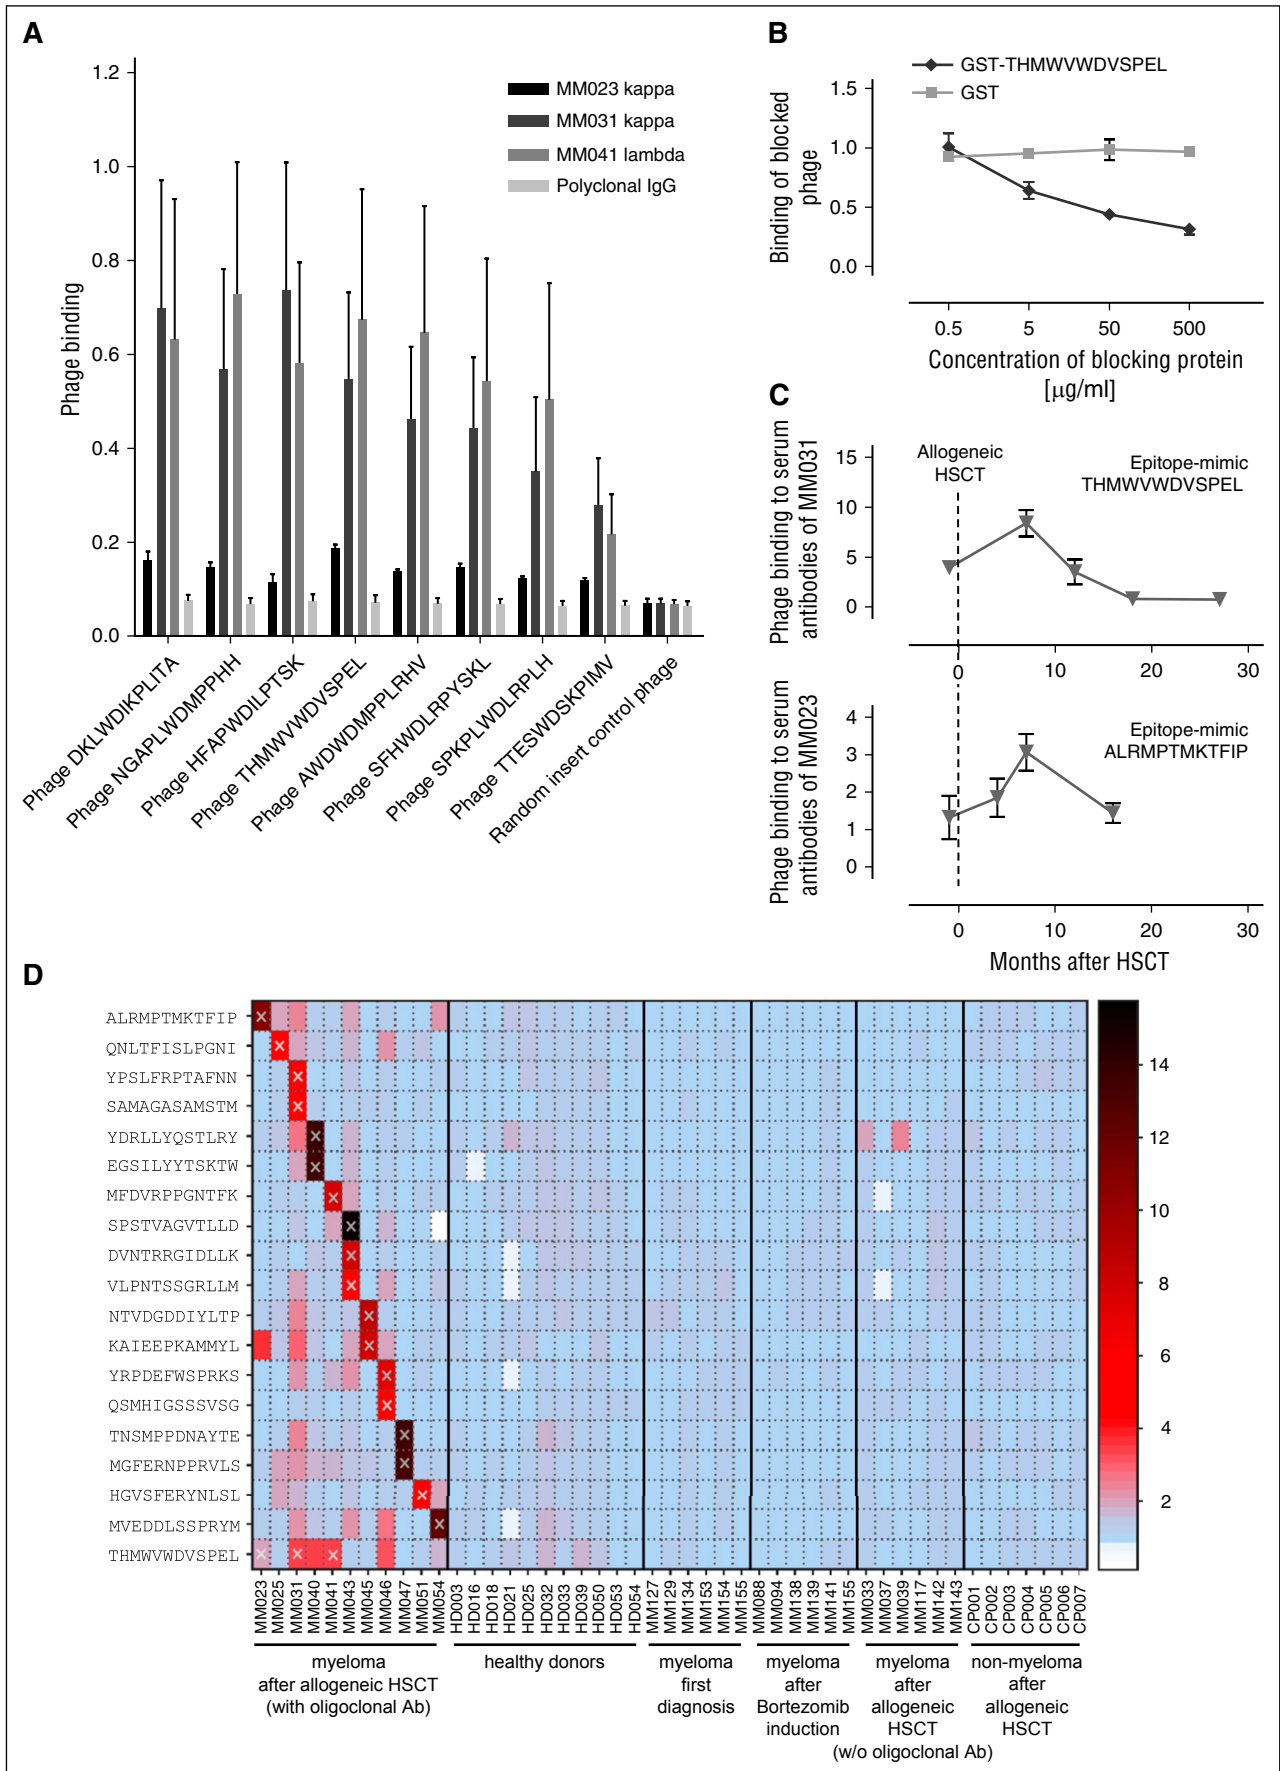 A
1.2
1.0
0.8
0.6
0.4
0.2
0.0
Phage binding
MM023 kappa
MM031 kappa
MM041 lambda
Polyclonal IgG
Phage DKLWDIKPLITA
Phage NGAPLWDMPPHH
Phage HFAPWDILPTSK
Phage THMWVWDVSPEL
Phage AWDWDMPPLRHV
Phage SFHWDLRPYSKL
Phage SPKPLWDLRPLH
Phage TTESWDSKPIMV
Random insert control phage
B
GST-THMWVWDVSPEL
GST
1.5
1.0
0.5
0.0
Binding of blocked
phage
0.5 5 50 500
Concentration of blocking protein
[µg/ml]
C
Phage binding to serum
antibodies of MM031
15
10
5
0
Allogeneic
HSCT
Epitope-mimic
THMWVWDVSPEL
0 10 20 30
Phage binding to serum
antibodies of MM023
4
3
2
1
0
Epitope-mimic
ALRMPTMKTFIP
0 10 20 30
Months after HSCT
D
ALRMPTMKTFIP
QNLTFISLPGNI
YPSLFRPTAFNN
SAMAGASAMSTM
YDRLLYQSTLRY
EGSILYYTSKTW
MFDVRPPGNTFK
SPSTVAGVTLLD
DVNTRRGIDLLK
VLPNTSSGRLLM
NTVDGDDIYLTP
KAIEEPKAMMYL
YRPDEFWSPRKS
QSMHIGSSSVSG
TNSMPPDNAYTE
MGFERNPPRVLS
HGVSFERYNLSL
MVEDDLSSPRYM
THMWVWDVSPEL
14
12
10
8
6
4
2
MM023
MM025
MM031
MM040
MM041
MM043
MM045
MM046
MM047
MM051
MM054
HD003
HD016
HD018
HD021
HD025
HD032
HD033
HD039
HD050
HD053
HD054
MM127
MM129
MM134
MM153
MM154
MM155
MM088
MM094
MM138
MM139
MM141
MM155
MM033
MM037
MM039
MM117
MM142
MM143
CP001
CP002
CP003
CP004
CP005
CP006
CP007
myeloma
after allogeneic HSCT
(with oligoclonal Ab)
healthy donors
myeloma
first
diagnosis
myeloma
after
Bortezomib
induction
myeloma
after
allogeneic
HSCT
(w/o oligoclonal Ab)
non-myeloma
after
allogeneic
HSCT